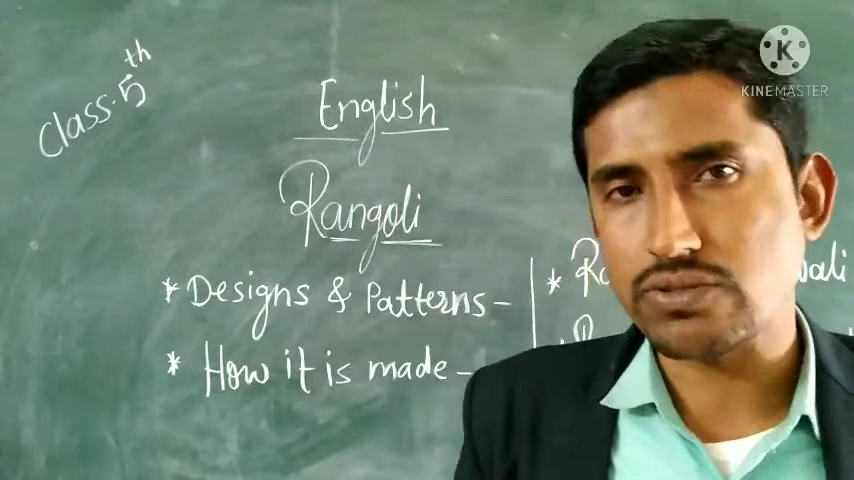 Class. 5th
English
Rangoli
* Designs & Patterns -
* How it is made -
*
KINEMASTER